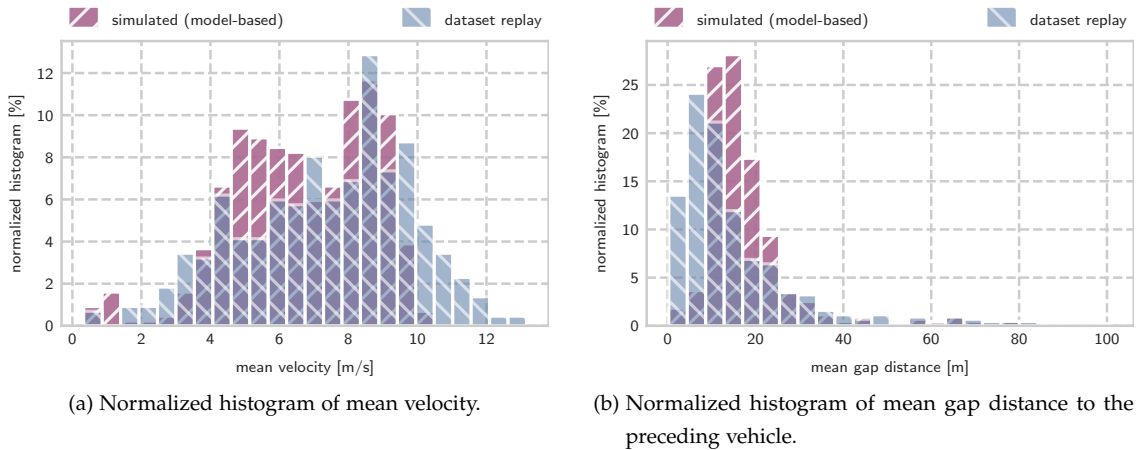 simulated (model-based) dataset replay
12
10
8
6
4
2
0
normalized histogram [%]
0 2 4 6 8 10 12
mean velocity [m/s]
(a) Normalized histogram of mean velocity.
simulated (model-based) dataset replay
25
20
15
10
5
0
normalized histogram [%]
0 20 40 60 80 100
mean gap distance [m]
(b) Normalized histogram of mean gap distance to the
preceding vehicle.